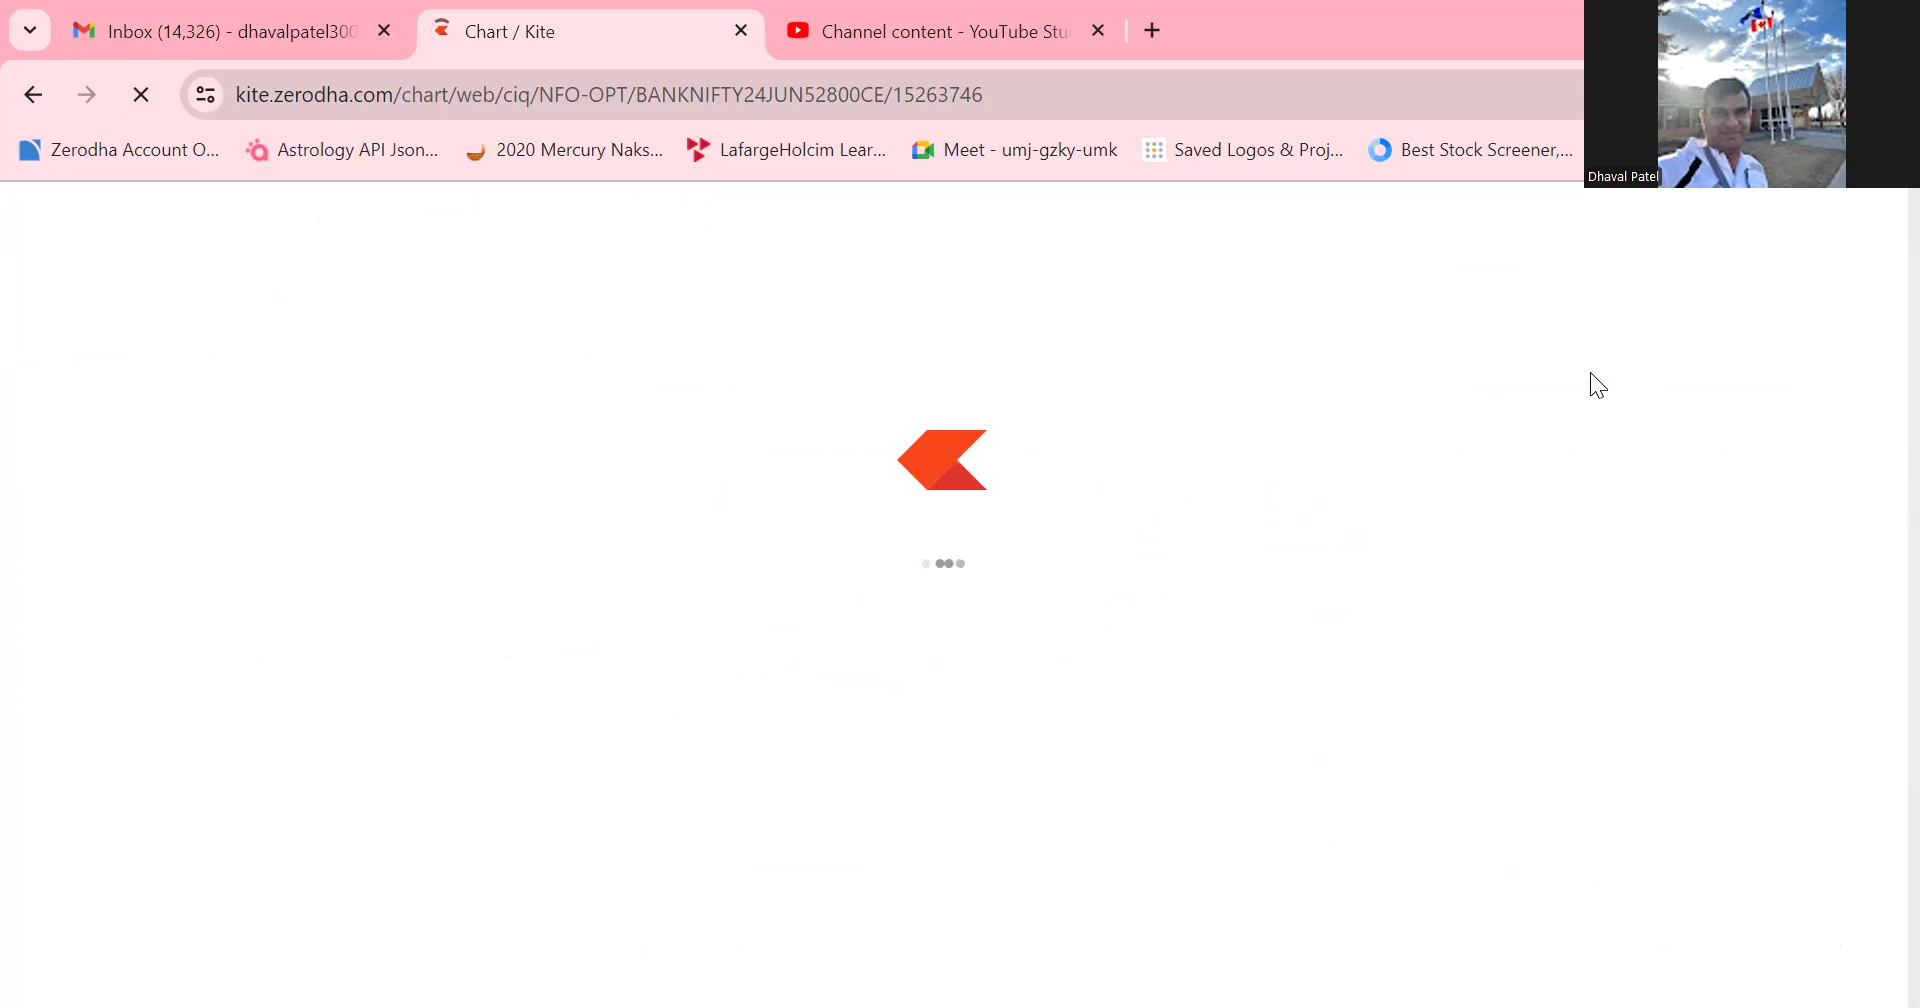 Inbox (14,326) - dhavalpatel300
Chart / Kite
Channel content - YouTube Stu
kite.zerodha.com/chart/web/ciq/NFO-OPT/BANKNIFTY24JUN52800CE/15263746
Zerodha Account O...
Astrology API Json...
2020 Mercury Naks...
LafargeHolcim Lear...
Meet - umj-gzky-umk
Saved Logos & Proj...
Best Stock Screener,...
Dhaval Patel